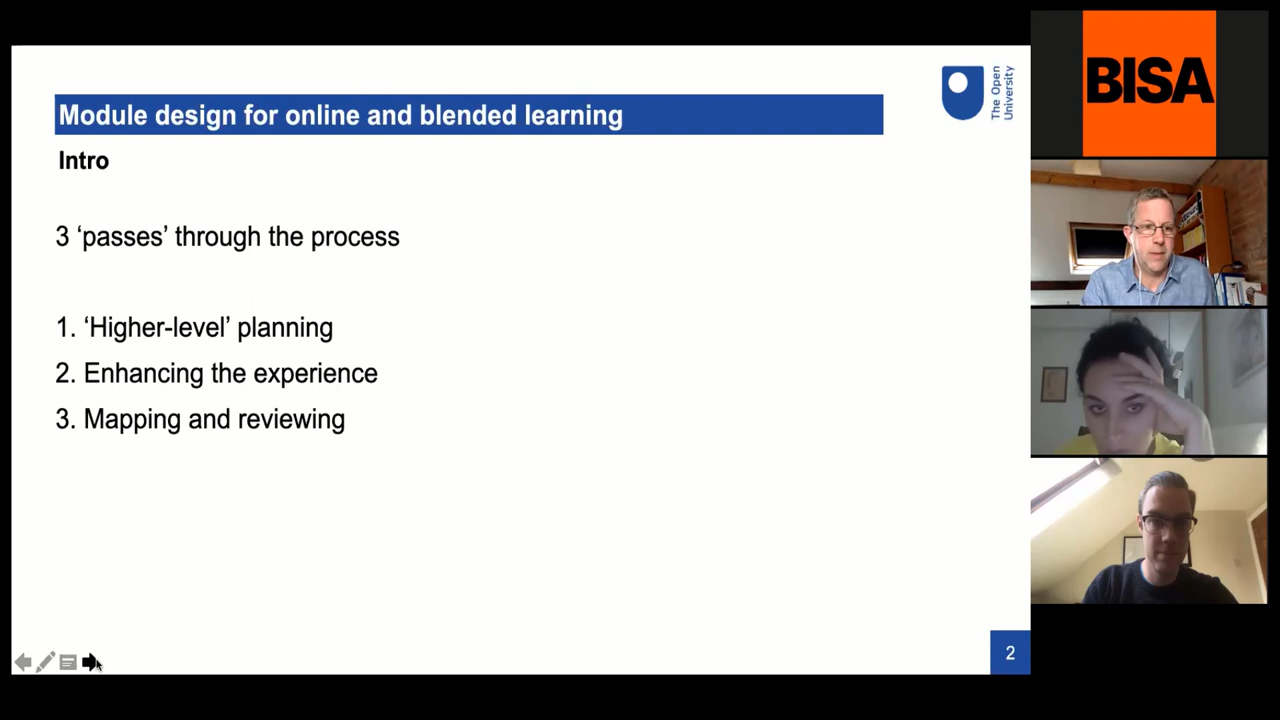 Module design for online and blended learning
The Open
University
Intro
3 ‘passes’ through the process
1. ‘Higher-level’ planning
2. Enhancing the experience
3. Mapping and reviewing
2
BISA